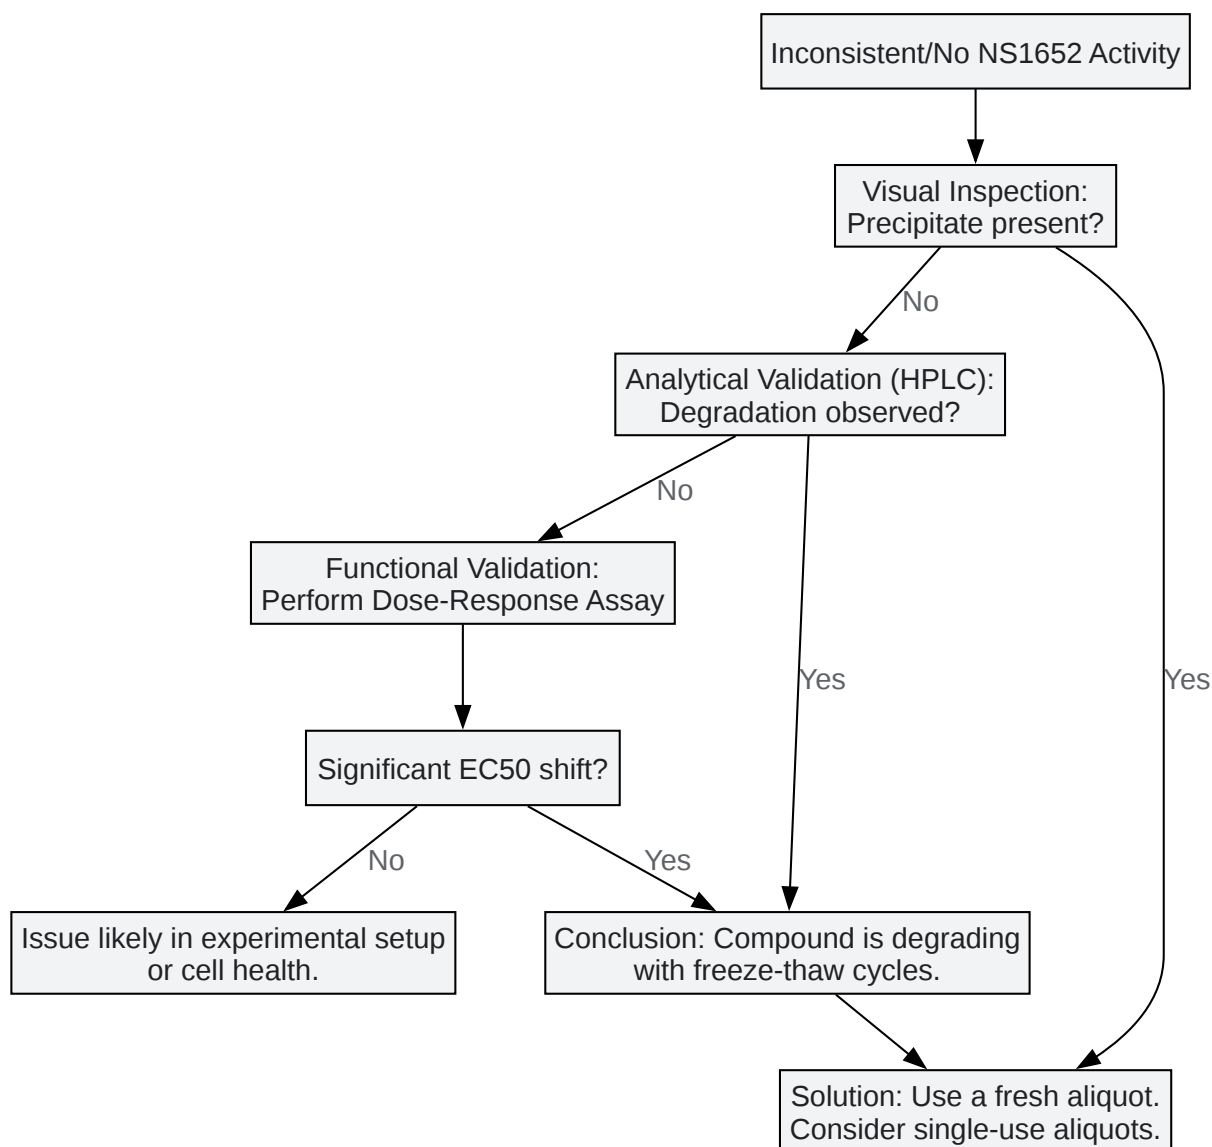 Inconsistent/No NS1652 Activity
Visual Inspection:
Precipitate present?
No
Analytical Validation (HPLC):
Degradation observed?
No
Functional Validation:
Perform Dose-Response Assay
Yes
Yes
Significant EC50 shift?
No
Yes
Issue likely in experimental setup
or cell health.
Conclusion: Compound is degrading
with freeze-thaw cycles.
Solution: Use a fresh aliquot.
Consider single-use aliquots.